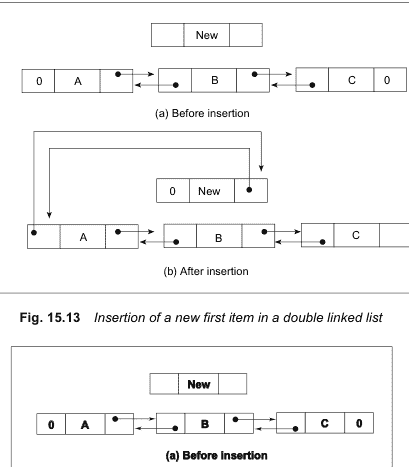 New
0 A B C 0
(a) Before insertion
0 New
A B C
(b) After insertion
Fig. 15.13 Insertion of a new first item in a double linked list
New
0 A B C 0
(a) Before insertion